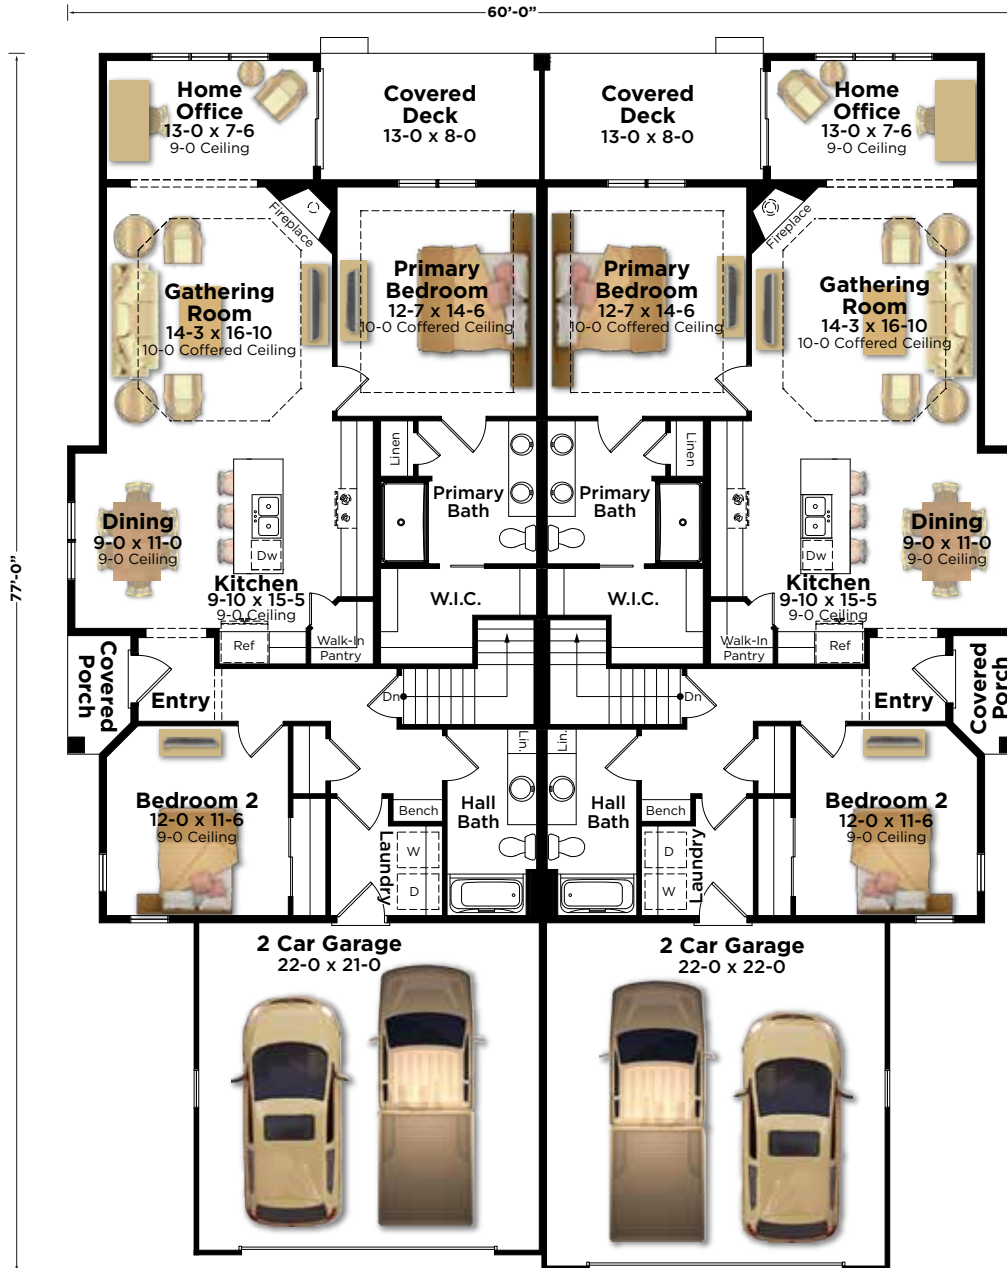 60'-0"
Home
Office
13-0 x 7-6
9-0 Ceiling
Covered
Deck
13-0 x 8-0
Covered
Deck
13-0 x 8-0
Home
Office
13-0 x 7-6
9-0 Ceiling
Fireplace
Fireplace
Gathering
Room
14-3 x 16-10
10-0 Coffered Ceiling
Primary
Bedroom
12-7 x 14-6
10-0 Coffered Ceiling
Primary
Bedroom
12-7 x 14-6
10-0 Coffered Ceiling
Gathering
Room
14-3 x 16-10
10-0 Coffered Ceiling
Linen
Primary
Bath
Primary
Bath
Linen
Dining
9-0 x 11-0
9-0 Ceiling
Dw
Kitchen
9-10 x 15-5
9-0 Ceiling
W.I.C.
W.I.C.
Dw
Kitchen
9-10 x 15-5
9-0 Ceiling
Dining
9-0 x 11-0
9-0 Ceiling
77'-0"
Ref
Walk-In
Pantry
Walk-In
Pantry
Ref
Covered
Porch
Entry
Dn
Dn
Entry
Covered
Porch
Lin.
Lin.
Bedroom 2
12-0 x 11-6
9-0 Ceiling
Bench
Hall
Bath
Hall
Bath
Bench
Bedroom 2
12-0 x 11-6
9-0 Ceiling
Laundry
W
D
D
W
Laundry
2 Car Garage
22-0 x 21-0
2 Car Garage
22-0 x 22-0